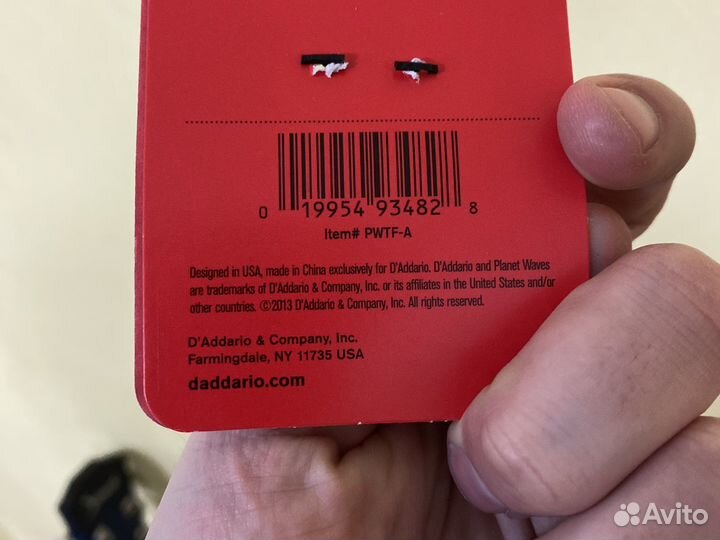 0 19954 93482 8
Item# PWTF-A
Designed in USA, made in China exclusively for D'Addario. D'Addario and Planet Waves
are trademarks of D'Addario & Company, Inc. or its affiliates in the United States and/or
other countries. ©2013 D'Addario & Company, Inc. All rights reserved.
D'Addario & Company, Inc.
Farmingdale, NY 11735 USA
daddario.com
Avito